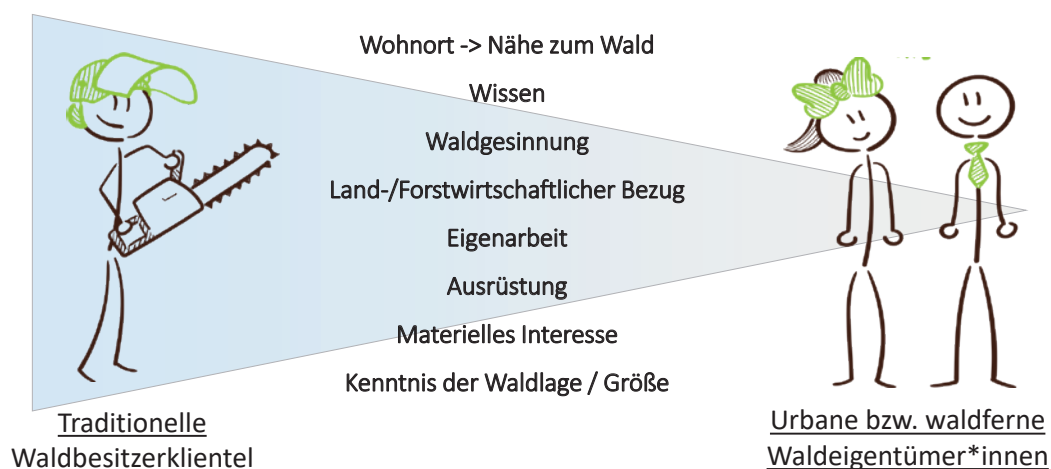 Wohnort -> Nähe zum Wald
Wissen
Waldgesinnung
Land-/Forstwirtschaftlicher Bezug
Eigenarbeit
Ausrüstung
Materielles Interesse
Kenntnis der Waldlage / Größe
Traditionelle
Waldbesitzerklientel
Urbane bzw. waldferne
Waldeigentümer*innen